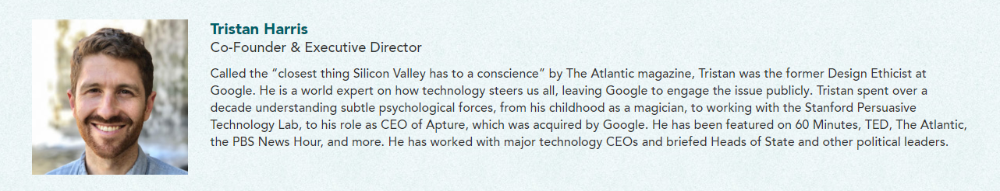 Tristan Harris
Co-Founder & Executive Director
Called the “closest thing Silicon Valley has to a conscience” by The Atlantic magazine, Tristan was the former Design Ethicist at
Google. He is a world expert on how technology steers us all, leaving Google to engage the issue publicly. Tristan spent over a
decade understanding subtle psychological forces, from his childhood as a magician, to working with the Stanford Persuasive
Technology Lab, to his role as CEO of Apture, which was acquired by Google. He has been featured on 60 Minutes, TED, The Atlantic,
the PBS News Hour, and more. He has worked with major technology CEOs and briefed Heads of State and other political leaders.